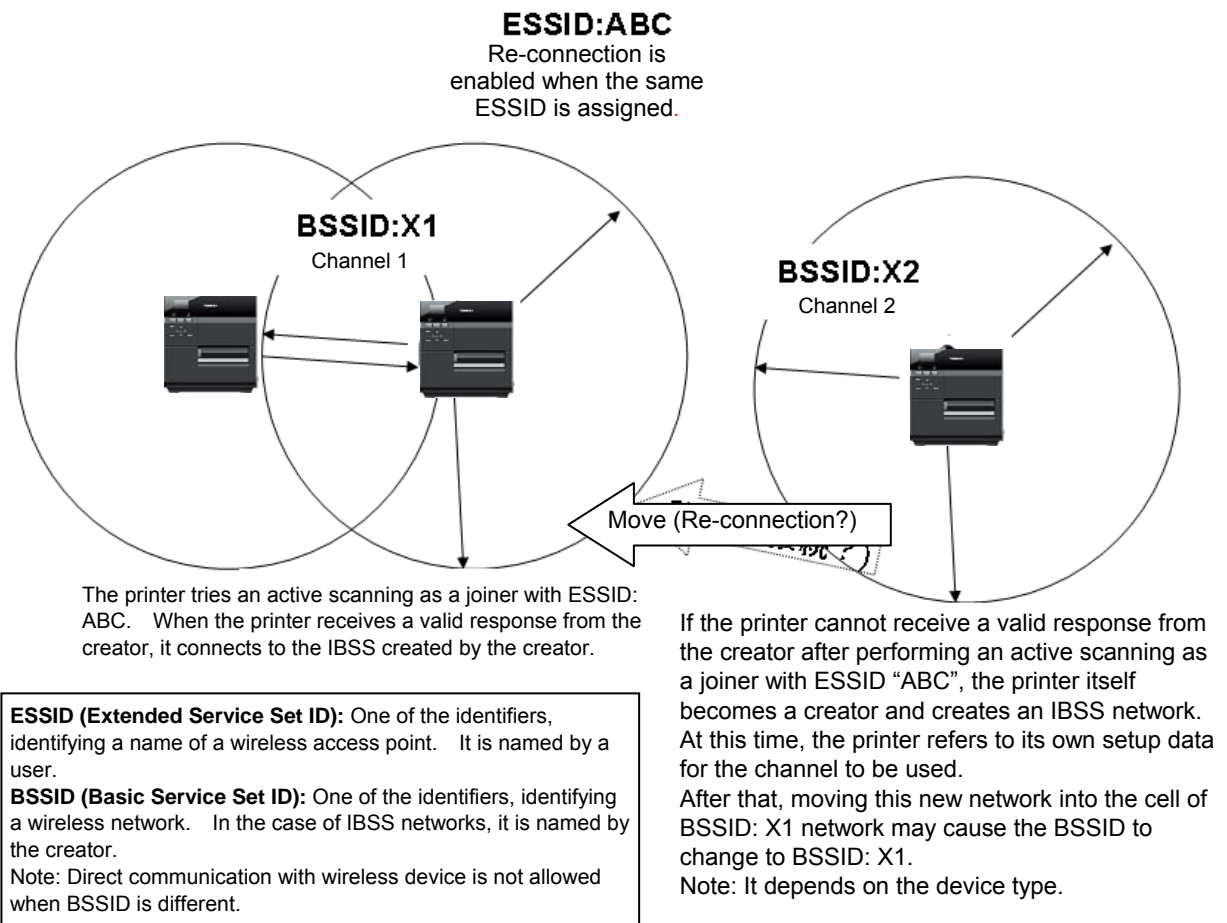 ESSID:ABC
Re-connection is
enabled when the same
ESSID is assigned.
BSSID:X1
Channel 1
BSSID:X2
Channel 2
Move (Re-connection?)
The printer tries an active scanning as a joiner with ESSID:
ABC. When the printer receives a valid response from the
creator, it connects to the IBSS created by the creator.
If the printer cannot receive a valid response from
the creator after performing an active scanning as
a joiner with ESSID “ABC”, the printer itself
becomes a creator and creates an IBSS network.
At this time, the printer refers to its own setup data
for the channel to be used.
After that, moving this new network into the cell of
BSSID: X1 network may cause the BSSID to
change to BSSID: X1.
Note: It depends on the device type.
ESSID (Extended Service Set ID): One of the identifiers,
identifying a name of a wireless access point. It is named by a
user.
BSSID (Basic Service Set ID): One of the identifiers, identifying
a wireless network. In the case of IBSS networks, it is named by
the creator.
Note: Direct communication with wireless device is not allowed
when BSSID is different.